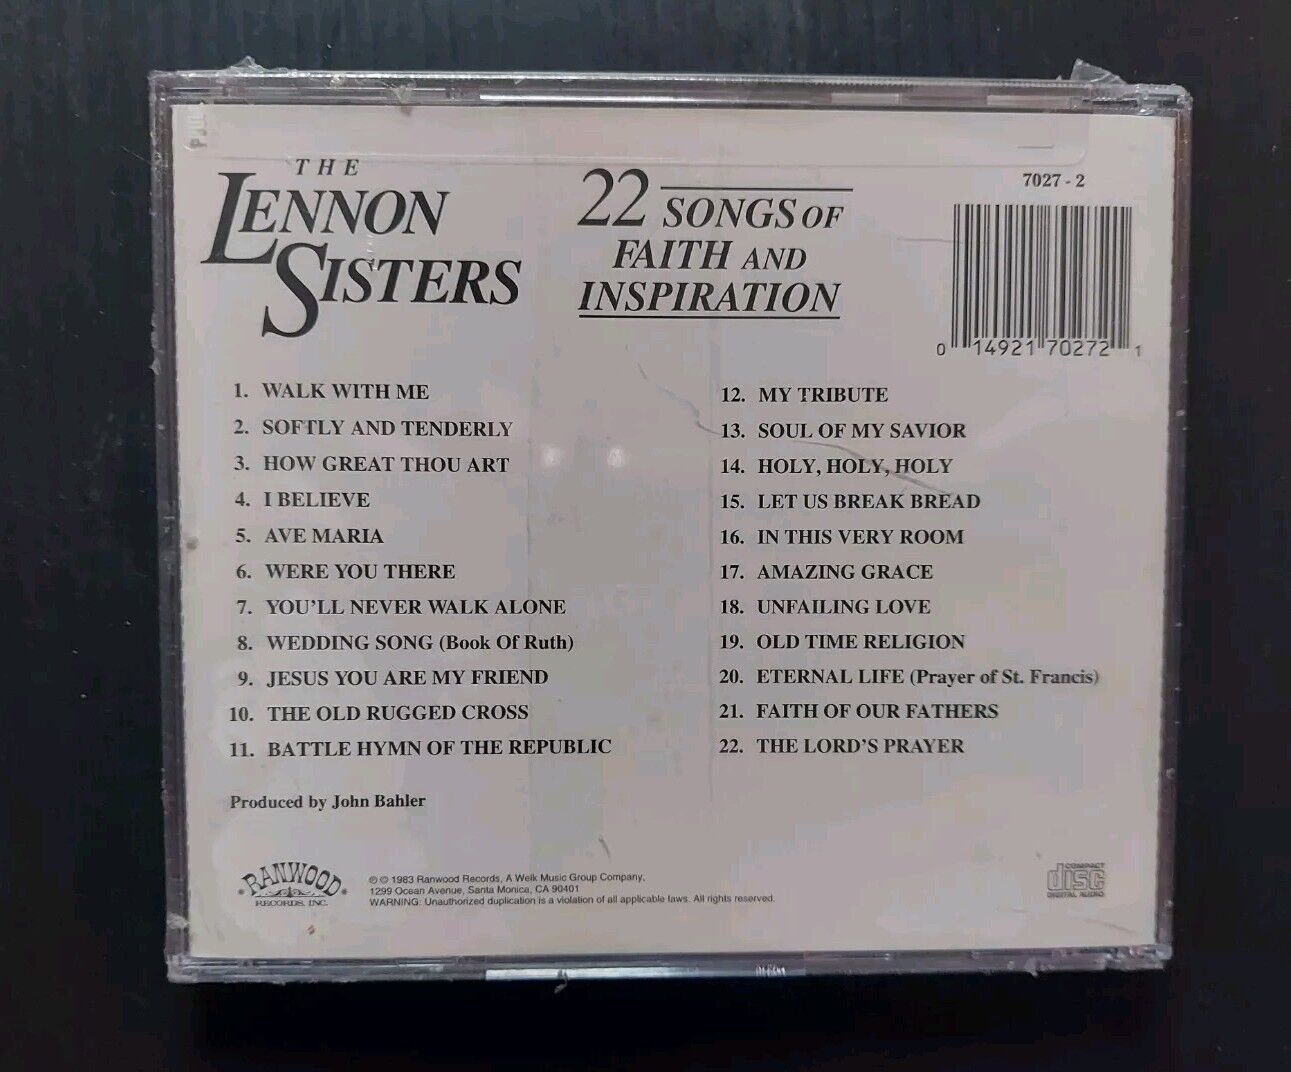 THE
LENNON
SISTERS
22 SONGS OF
FAITH AND
INSPIRATION
7027 - 2
0 14921 70272 1
1. WALK WITH ME
2. SOFTLY AND TENDERLY
3. HOW GREAT THOU ART
4. I BELIEVE
5. AVE MARIA
6. WERE YOU THERE
7. YOU'LL NEVER WALK ALONE
8. WEDDING SONG (Book Of Ruth)
9. JESUS YOU ARE MY FRIEND
10. THE OLD RUGGED CROSS
11. BATTLE HYMN OF THE REPUBLIC
12. MY TRIBUTE
13. SOUL OF MY SAVIOR
14. HOLY, HOLY, HOLY
15. LET US BREAK BREAD
16. IN THIS VERY ROOM
17. AMAZING GRACE
18. UNFAILING LOVE
19. OLD TIME RELIGION
20. ETERNAL LIFE (Prayer of St. Francis)
21. FAITH OF OUR FATHERS
22. THE LORD'S PRAYER
Produced by John Bahler
RANWOOD
RECORDS, INC.
℗ © 1983 Ranwood Records, A Welk Music Group Company,
1299 Ocean Avenue, Santa Monica, CA 90401
WARNING: Unauthorized duplication is a violation of all applicable laws. All rights reserved.
COMPACT
disc
DIGITAL AUDIO